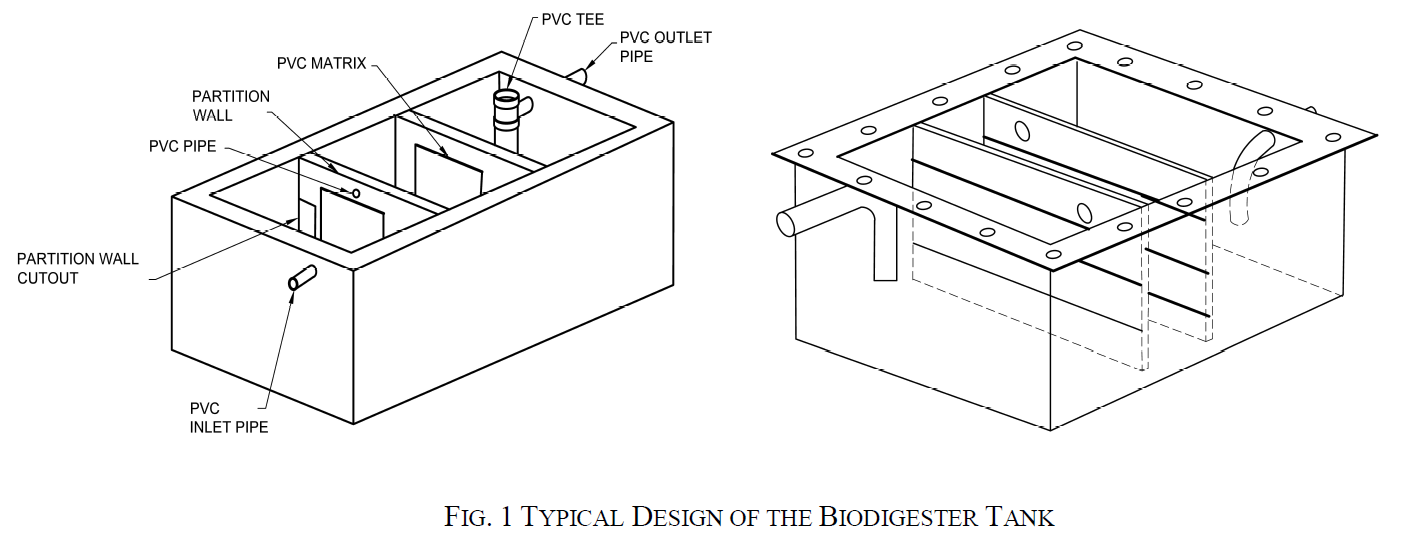 PVC TEE
PVC OUTLET
PIPE
PVC MATRIX
PARTITION
WALL
PVC PIPE
PARTITION WALL
CUTOUT
PVC
INLET PIPE
FIG. 1 TYPICAL DESIGN OF THE BIODIGESTER TANK